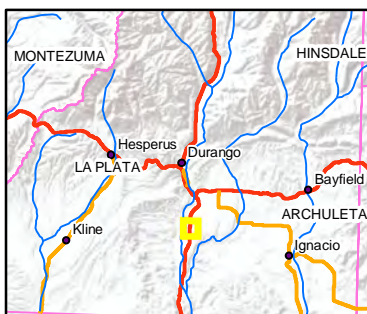 MONTEZUMA
HINSDALE
Hesperus
Durango
LA PLATA
Bayfield
ARCHULETA
Kline
Ignacio